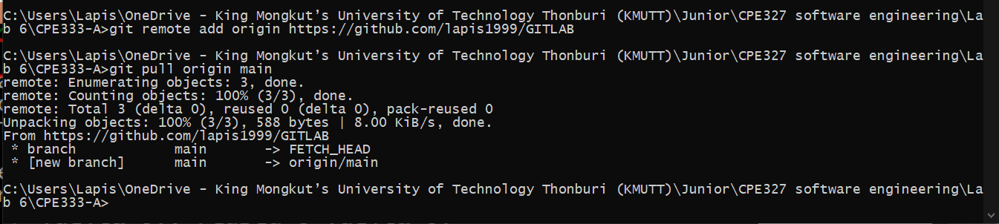 C:\Users\Lapis\OneDrive - King Mongkut’s University of Technology Thonburi (KMUTT)\Junior\CPE327 software engineering\La
b 6\CPE333-A>git remote add origin https://github.com/lapis1999/GITLAB
C:\Users\Lapis\OneDrive - King Mongkut’s University of Technology Thonburi (KMUTT)\Junior\CPE327 software engineering\La
b 6\CPE333-A>git pull origin main
remote: Enumerating objects: 3, done.
remote: Counting objects: 100% (3/3), done.
remote: Total 3 (delta 0), reused 0 (delta 0), pack-reused 0
Unpacking objects: 100% (3/3), 588 bytes | 8.00 KiB/s, done.
From https://github.com/lapis1999/GITLAB
 * branch            main       -> FETCH_HEAD
 * [new branch]      main       -> origin/main
C:\Users\Lapis\OneDrive - King Mongkut’s University of Technology Thonburi (KMUTT)\Junior\CPE327 software engineering\La
b 6\CPE333-A>